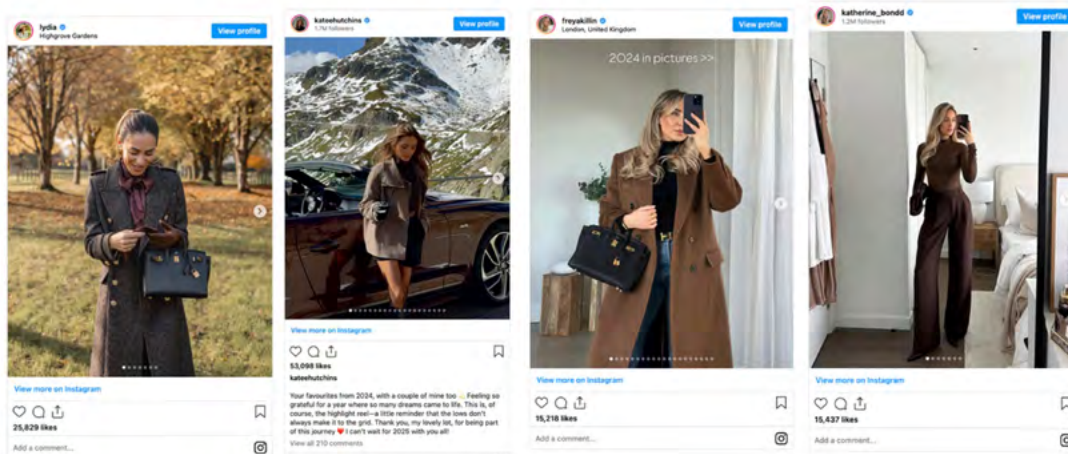 lydia
Highgrove Gardens
View profile
View more on Instagram
25,829 likes
Add a comment...
kateehutchins
1.7M followers
View profile
View more on Instagram
53,098 likes
kateehutchins
Your favourites from 2024, with a couple of mine too ... Feeling so
grateful for a year where so many dreams came to life. This is, of
course, the highlight reel—a little reminder that the lows don't
always make it to the grid. Thank you, my lovely lot, for being part
of this journey ❤️ I can't wait for 2025 with you all!
View all 210 comments
freyakillin
London, United Kingdom
View profile
2024 in pictures >>
View more on Instagram
15,218 likes
Add a comment...
katherine_bondd
1.2M followers
View profile
View more on Instagram
15,437 likes
Add a comment...